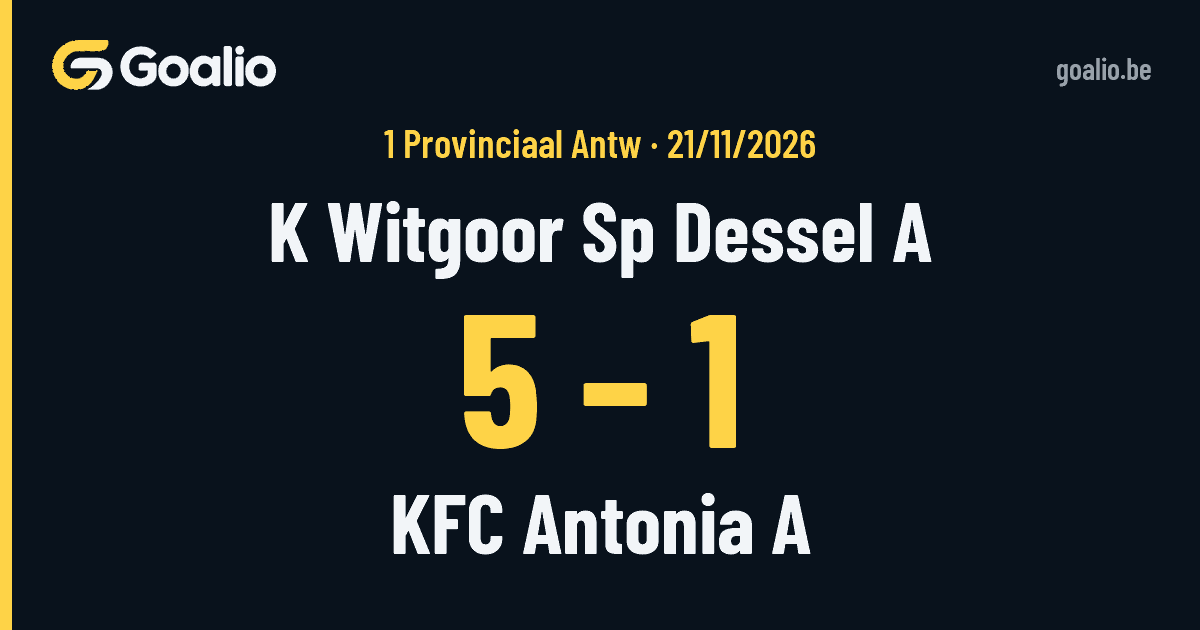 Goalio
goalio.be
1 Provinciaal Antw · 21/11/2026
K Witgoor Sp Dessel A
5 – 1
KFC Antonia A